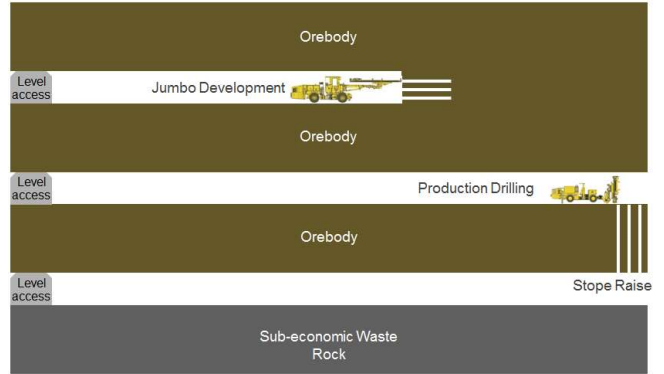 Orebody
Level
access
Jumbo Development
Orebody
Level
access
Production Drilling
Orebody
Level
access
Stope Raise
Sub-economic Waste
Rock